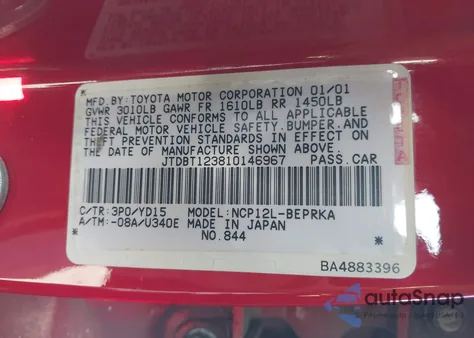 MFD.BY:TOYOTA MOTOR CORPORATION 01/01
GVWR 3010LB GAWR FR 1610LB RR 1450LB
THIS VEHICLE CONFORMS TO ALL APPLICABLE
FEDERAL MOTOR VEHICLE SAFETY,BUMPER,AND
THEFT PREVENTION STANDARDS IN EFFECT ON
THE DATE OF MANUFACTURE SHOWN ABOVE.
JTDBT123810146967 PASS.CAR
C/TR:3P0/YD15 MODEL:NCP12L-BEPRKA
A/TM:-08A/U340E MADE IN JAPAN
NO.844
BA4883396
autoSnap